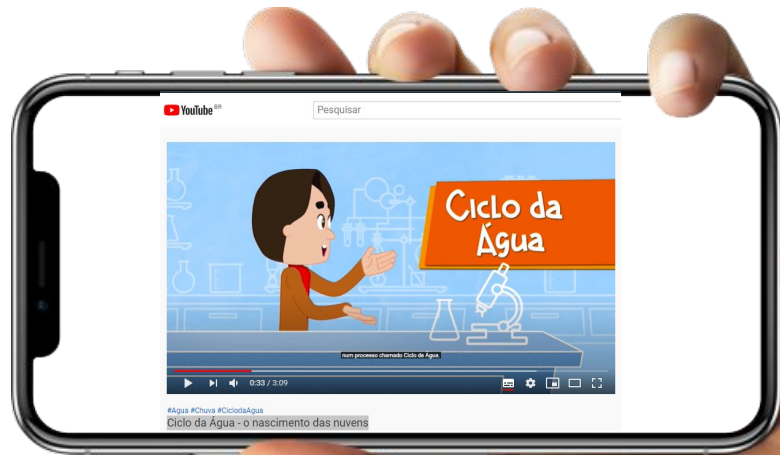 YouTube BR
Pesquisar
Ciclo da
Água
num processo chamado Ciclo da Água.
0:33 / 3:09
#Agua #Chuva #CiclodaAgua
Ciclo da Água - o nascimento das nuvens